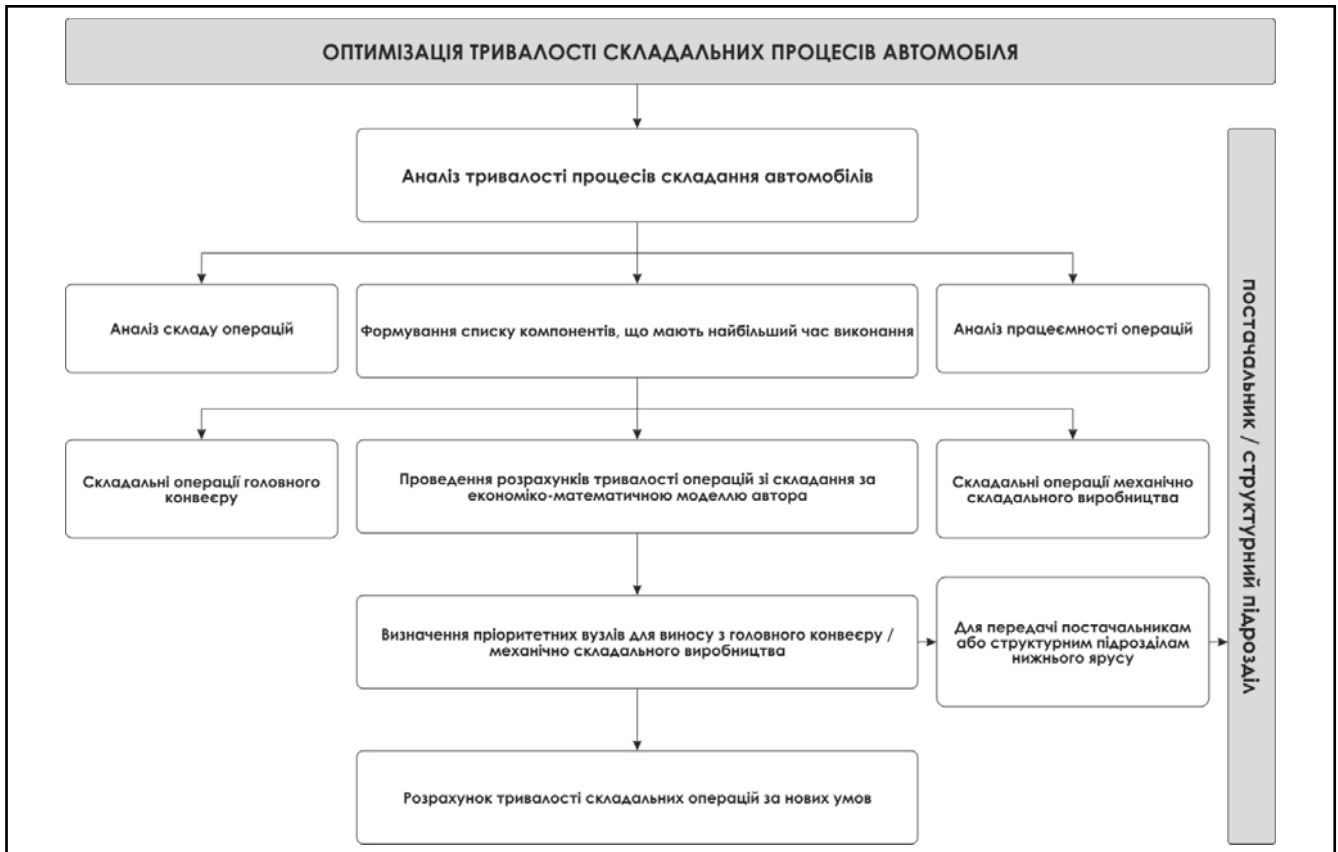 ОПТИМІЗАЦІЯ ТРИВАЛОСТІ СКЛАДАЛЬНИХ ПРОЦЕСІВ АВТОМОБІЛЯ
Аналіз тривалості процесів складання автомобілів
Аналіз складу операцій
Формування списку компонентів, що мають найбільший час виконання
Аналіз працеємності операцій
Складальні операції головного
конвеєру
Проведення розрахунків тривалості операцій зі складання за
економіко-математичною моделлю автора
Складальні операції механічно
складального виробництва
Визначення пріоритетних вузлів для виносу з головного конвеєру /
механічно складального виробництва
Для передачі постачальникам
або структурним підрозділам
нижнього ярусу
Розрахунок тривалості складальних операцій за нових умов
постачальник / структурний підрозділ